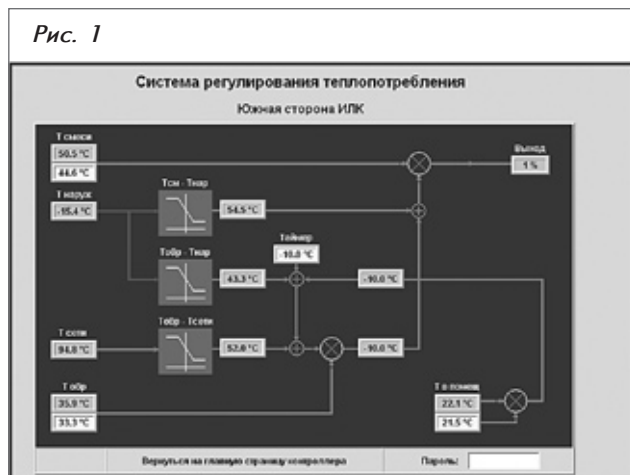 Рис. 1
Система регулирования теплопотребления
Южная сторона ИЛК
Т смеси
50.5 °C
44.6 °C
Выход
1 %
Т наруж
-15.4 °C
Тсм - Тнар
54.5 °C
Таймер
-10.0 °C
Тобр - Тнар
43.3 °C
-10.0 °C
Т сети
94.8 °C
Тобр - Тсети
52.0 °C
-10.0 °C
Т обр
35.9 °C
33.3 °C
Т в помещ
22.1 °C
21.5 °C
Вернуться на главную страницу контроллера
Пароль: